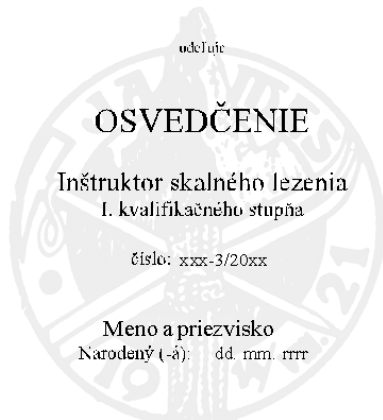 udeľuje
OSVEDČENIE
Inštruktor skalného lezenia
I. kvalifikačného stupňa
číslo: xxx-3/20xx
Meno a priezvisko
Narodený (-á): dd. mm. rrrr